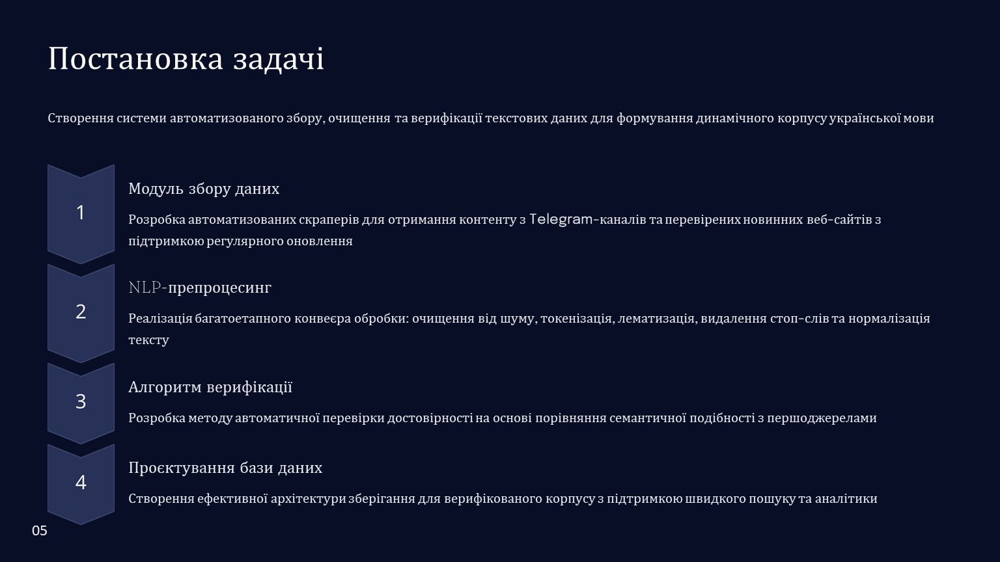 Постановка задачі
Створення системи автоматизованого збору, очищення та верифікації текстових даних для формування динамічного корпусу української мови
1
Модуль збору даних
Розробка автоматизованих скраперів для отримання контенту з Telegram-каналів та перевірених новинних веб-сайтів з
підтримкою регулярного оновлення
2
NLP-препроцесинг
Реалізація багатоетапного конвеєра обробки: очищення від шуму, токенізація, лематизація, видалення стоп-слів та нормалізація
тексту
3
Алгоритм верифікації
Розробка методу автоматичної перевірки достовірності на основі порівняння семантичної подібності з першоджерелами
4
Проєктування бази даних
Створення ефективної архітектури зберігання для верифікованого корпусу з підтримкою швидкого пошуку та аналітики
05